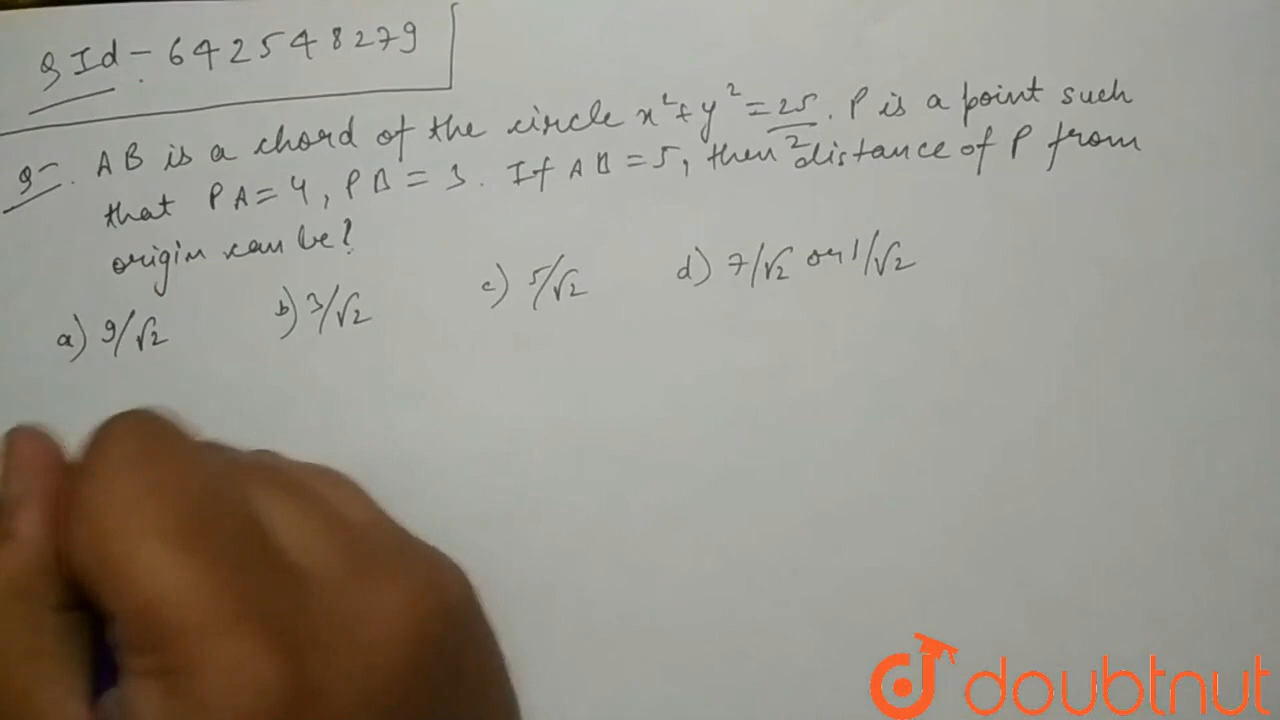 Q Id - 642548279
Q- . AB is a chord of the circle x²+y²=25/2. P is a point such
that PA=4, PB=3. If AB=5, then distance of P from
origin can be?
a) 9/√2 b) 3/√2 c) 5/√2 d) 7/√2 or 1/√2
doubtnut